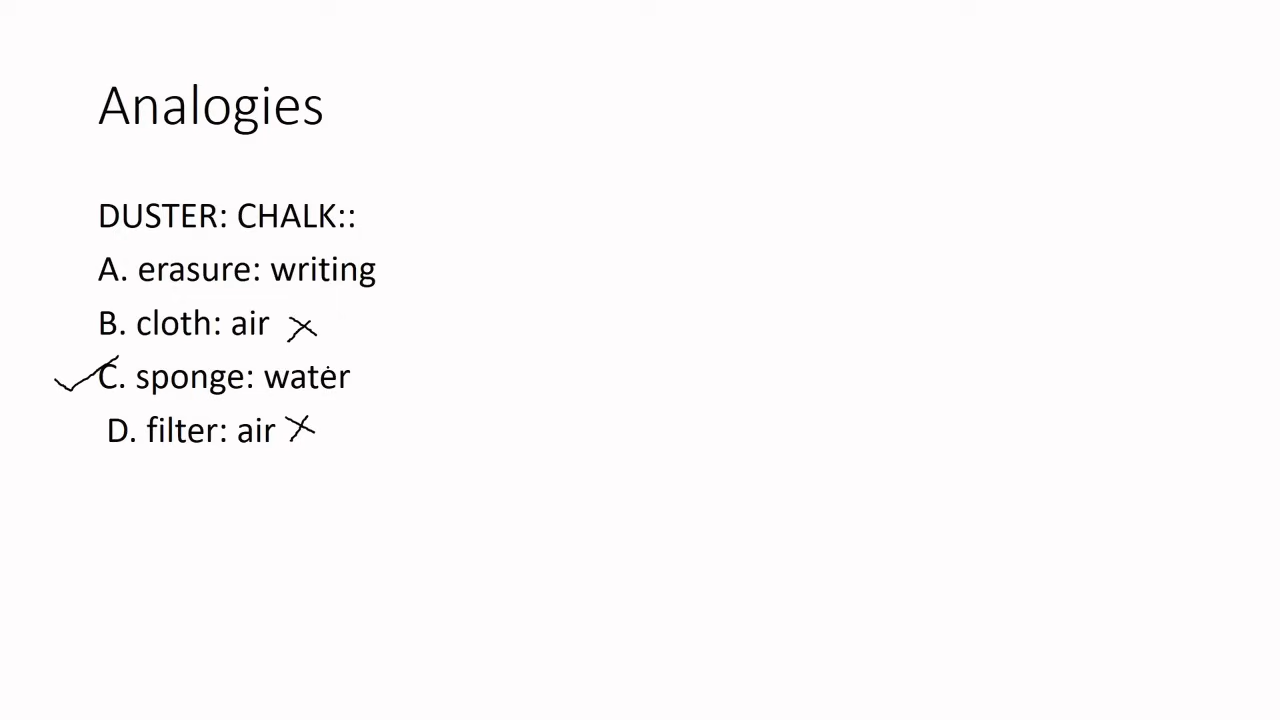 Analogies
DUSTER: CHALK::
A. erasure: writing
B. cloth: air
C. sponge: water
D. filter: air